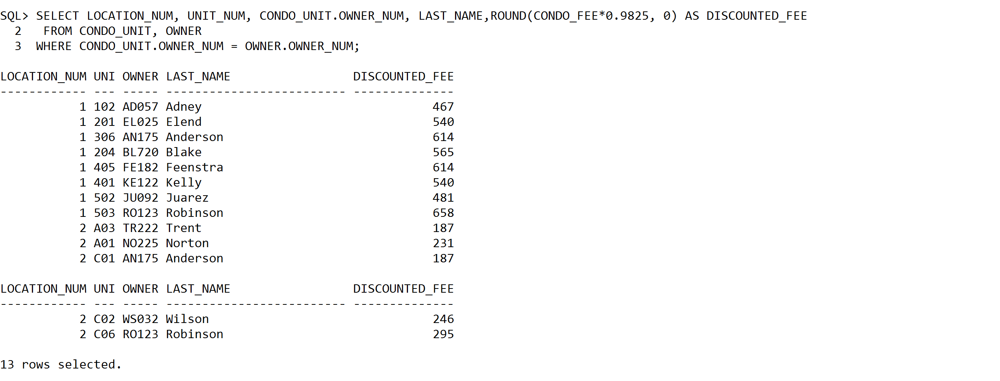 SQL> SELECT LOCATION_NUM, UNIT_NUM, CONDO_UNIT.OWNER_NUM, LAST_NAME,ROUND(CONDO_FEE*0.9825, 0) AS DISCOUNTED_FEE
  2   FROM CONDO_UNIT, OWNER
  3  WHERE CONDO_UNIT.OWNER_NUM = OWNER.OWNER_NUM;

LOCATION_NUM UNI OWNER LAST_NAME                 DISCOUNTED_FEE
------------ --- ----- ------------------------- --------------
           1 102 AD057 Adney                                467
           1 201 EL025 Elend                                540
           1 306 AN175 Anderson                             614
           1 204 BL720 Blake                                565
           1 405 FE182 Feenstra                             614
           1 401 KE122 Kelly                                540
           1 502 JU092 Juarez                               481
           1 503 RO123 Robinson                             658
           2 A03 TR222 Trent                                187
           2 A01 NO225 Norton                               231
           2 C01 AN175 Anderson                             187

LOCATION_NUM UNI OWNER LAST_NAME                 DISCOUNTED_FEE
------------ --- ----- ------------------------- --------------
           2 C02 WS032 Wilson                               246
           2 C06 RO123 Robinson                             295

13 rows selected.